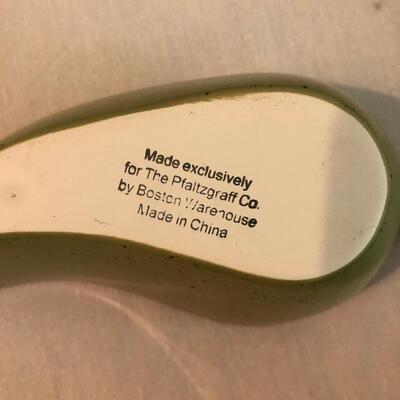 Made exclusively
for The Pfaltzgraff Co.
by Boston Warehouse
Made in China